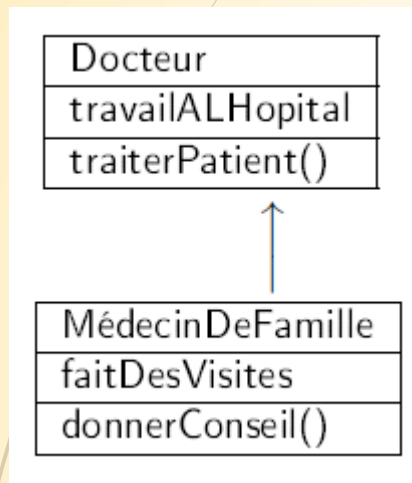 Docteur
travailALHopital
traiterPatient()
MédecinDeFamille
faitDesVisites
donnerConseil()